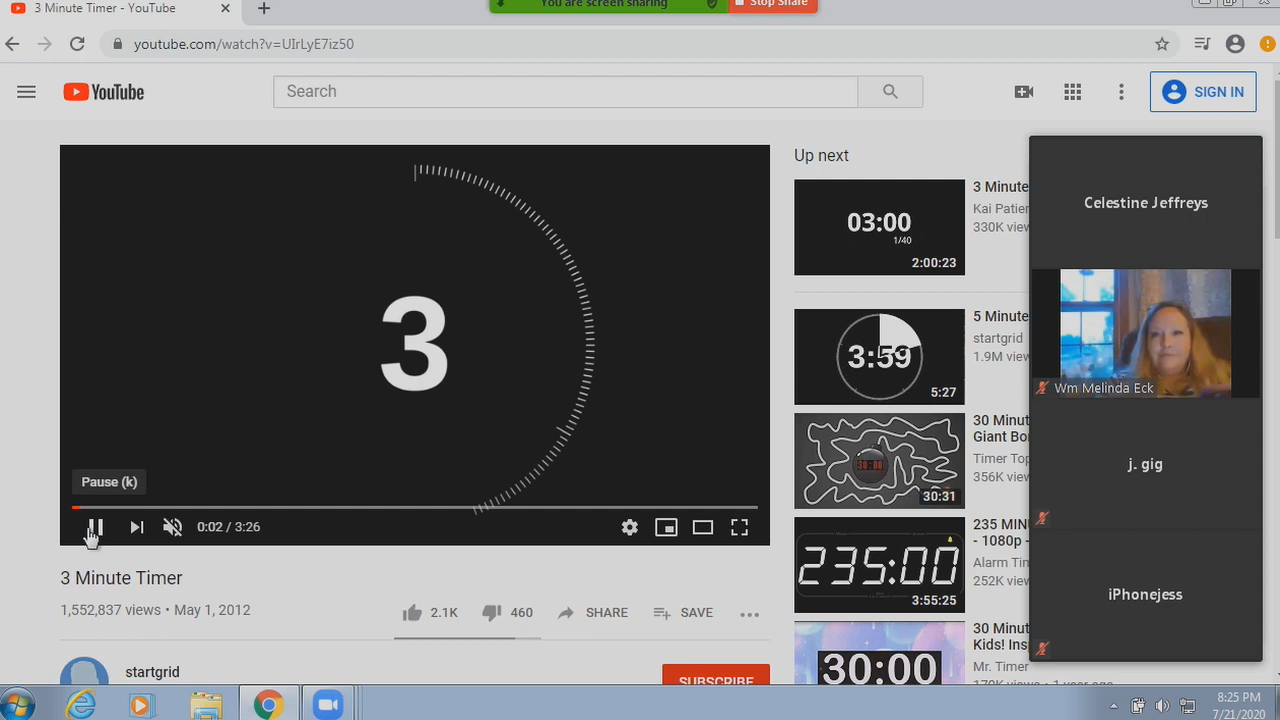 3 Minute Timer - YouTube
You are screen sharing
Stop Share
youtube.com/watch?v=UIrLyE7iz50
YouTube
Search
SIGN IN
3
Pause (k)
0:02 / 3:26
3 Minute Timer
1,552,837 views • May 1, 2012
2.1K
460
SHARE
SAVE
startgrid
SUBSCRIBE
Up next
03:00
1/40
2:00:23
3 Minute
Kai Patien
330K view
3:59
5:27
5 Minute
startgrid
1.9M view
30:00
30:31
30 Minut
Giant Bo
Timer Top
356K view
235:00
3:55:25
235 MIN
- 1080p -
Alarm Tin
252K view
30:00
30 Minut
Kids! Ins
Mr. Timer
Celestine Jeffreys
Wm Melinda Eck
j. gig
iPhonejess
8:25 PM
7/21/2020